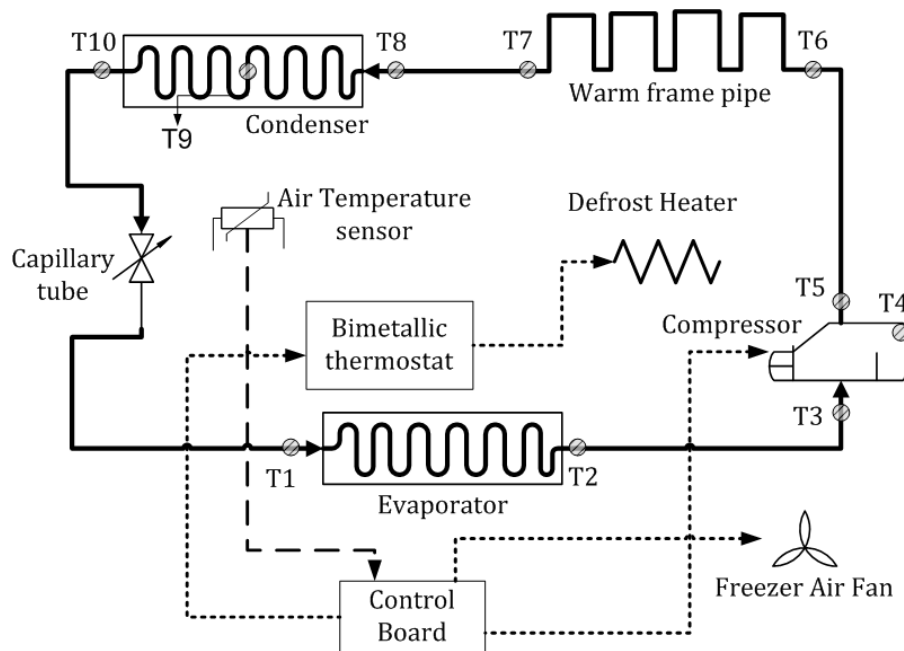 T10
T8
T7
T6
Warm frame pipe
Condenser
T9
Air Temperature
sensor
Defrost Heater
Capillary
tube
T5
T4
Compressor
Bimetallic
thermostat
T3
T1
T2
Evaporator
Control
Board
Freezer Air Fan